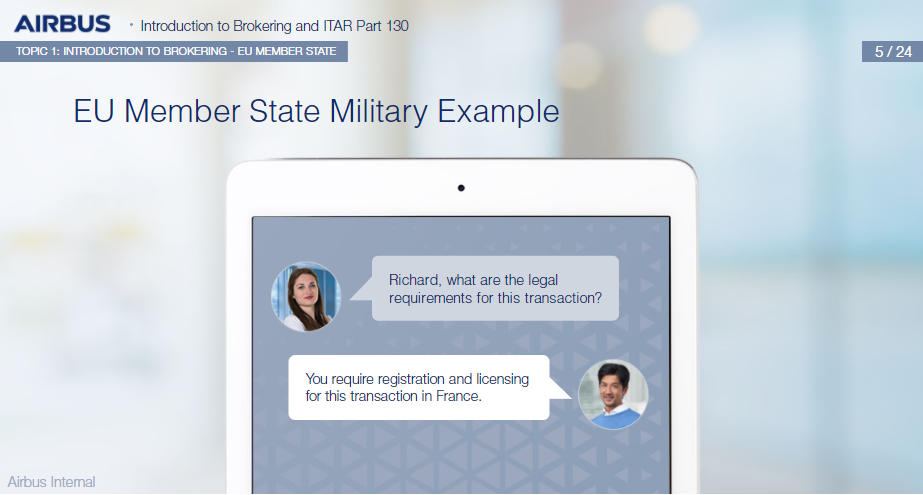 AIRBUS
· Introduction to Brokering and ITAR Part 130
TOPIC 1: INTRODUCTION TO BROKERING - EU MEMBER STATE
5 / 24
EU Member State Military Example
Richard, what are the legal
requirements for this transaction?
You require registration and licensing
for this transaction in France.
Airbus Internal